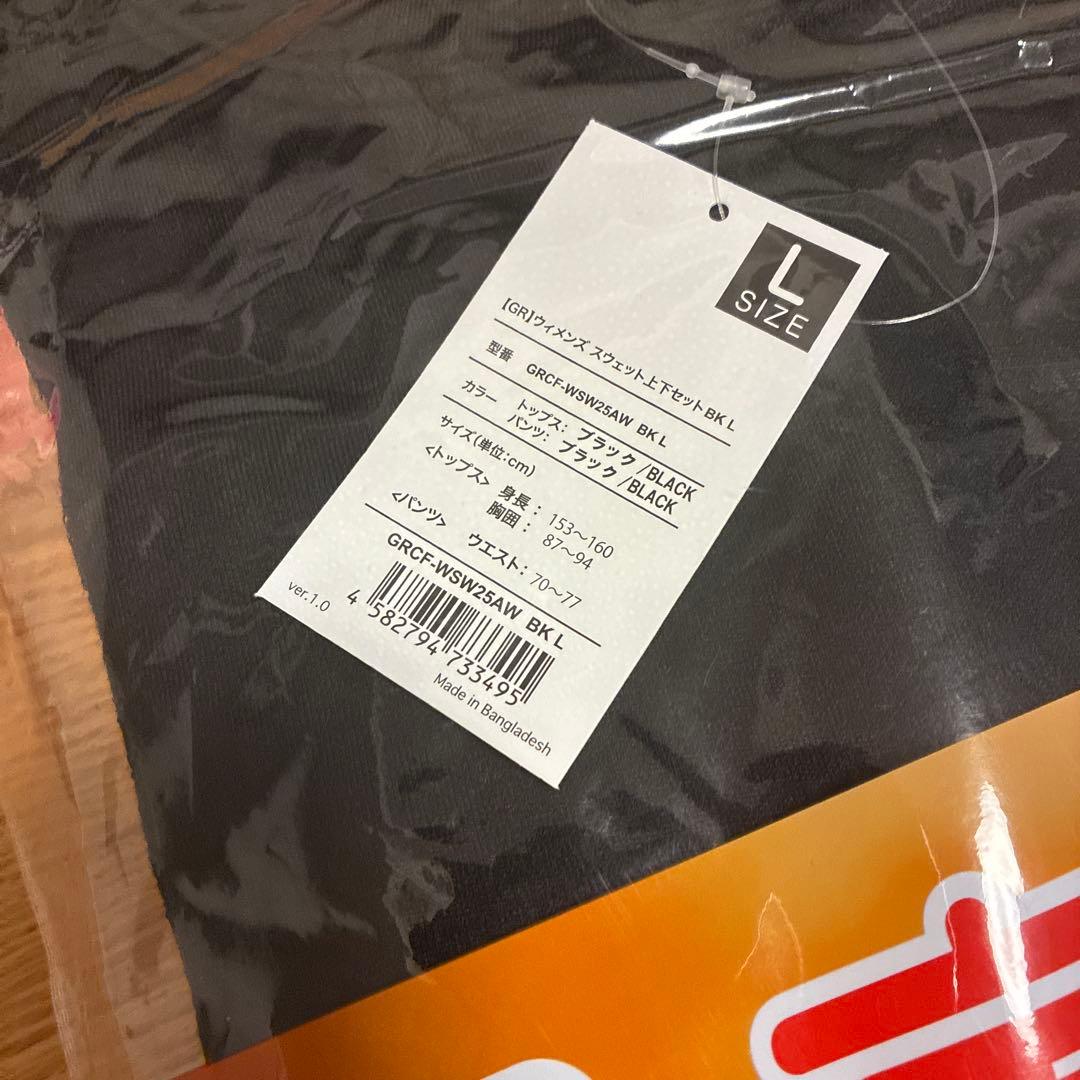 L
SIZE
【GR】ウィメンズ スウェット上下セット BK L
型番 GRCF-WSW25AW BK L
カラー トップス: ブラック/BLACK
パンツ: ブラック/BLACK
サイズ(単位:cm)
<トップス> 身長: 153～160
胸囲: 87～94
<パンツ> ウエスト: 70～77
GRCF-WSW25AW BK L
4 582794 733495
ver.1.0
Made in Bangladesh